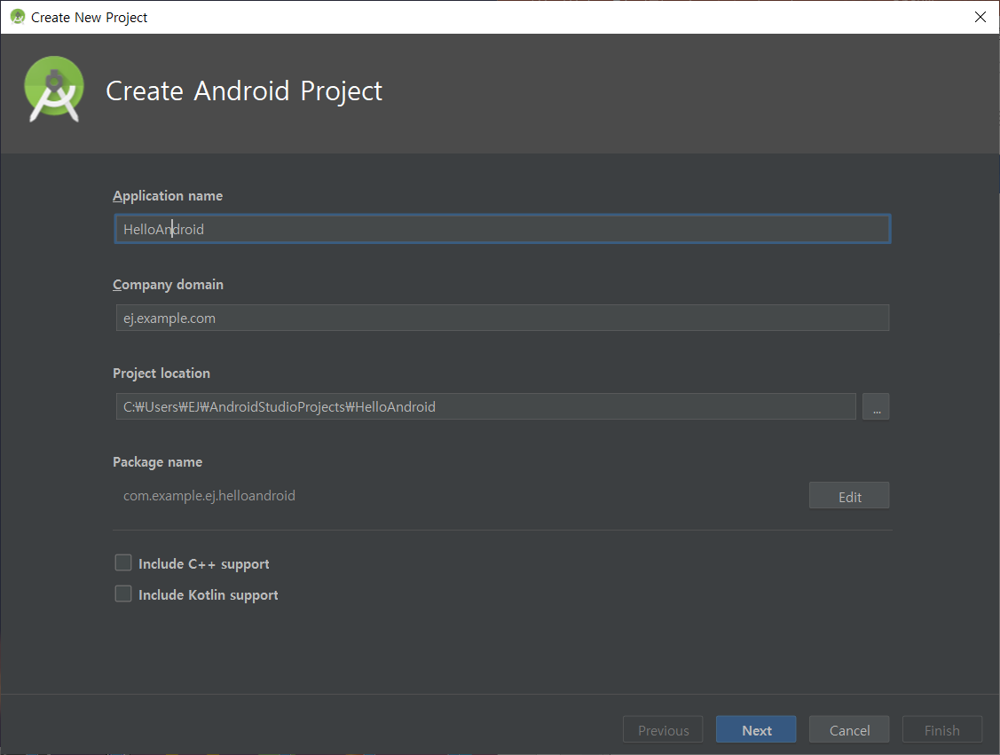 Create New Project
Create Android Project
Application name
HelloAndroid
Company domain
ej.example.com
Project location
C:₩Users₩EJ₩AndroidStudioProjects₩HelloAndroid
...
Package name
com.example.ej.helloandroid
Edit
Include C++ support
Include Kotlin support
Previous Next Cancel Finish